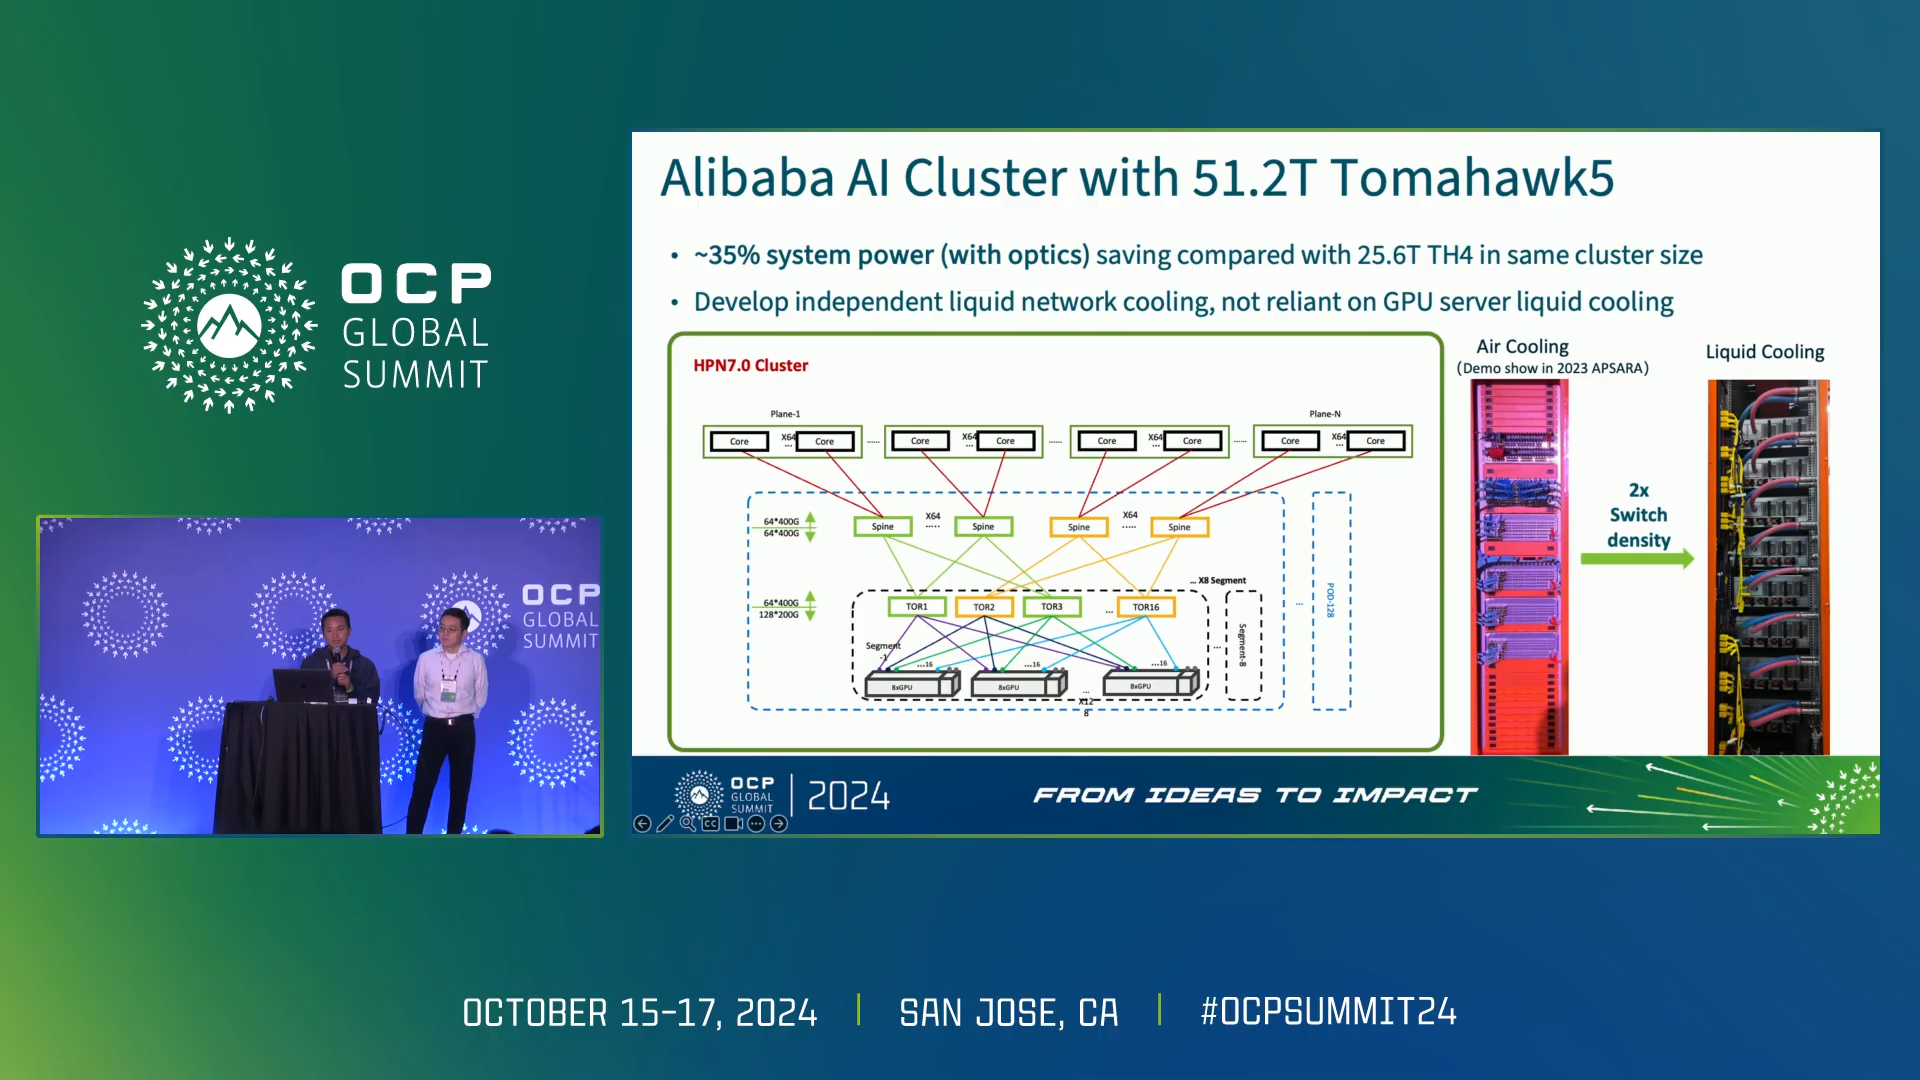 OCP
GLOBAL
SUMMIT
OCP
GLOBAL
SUMMIT
Alibaba AI Cluster with 51.2T Tomahawk5
• ~35% system power (with optics) saving compared with 25.6T TH4 in same cluster size
• Develop independent liquid network cooling, not reliant on GPU server liquid cooling
HPN7.0 Cluster
Plane-1
Plane-N
Core X64 ... Core ...... Core X64 ... Core ...... Core X64 ... Core ...... Core X64 ... Core
64*400G
64*400G
Spine X64 ..... Spine Spine X64 ..... Spine
... X8 Segment
64*400G
128*200G
TOR1 TOR2 TOR3 ... TOR16
Segment
-1
...16 ...16 ...16
8xGPU 8xGPU ... 8xGPU
X12
8
...
Segment-8
...
POD-128
Air Cooling
(Demo show in 2023 APSARA)
2x
Switch
density
Liquid Cooling
OCP
GLOBAL
SUMMIT
2024
FROM IDEAS TO IMPACT
CC
OCTOBER 15-17, 2024 | SAN JOSE, CA | #OCPSUMMIT24